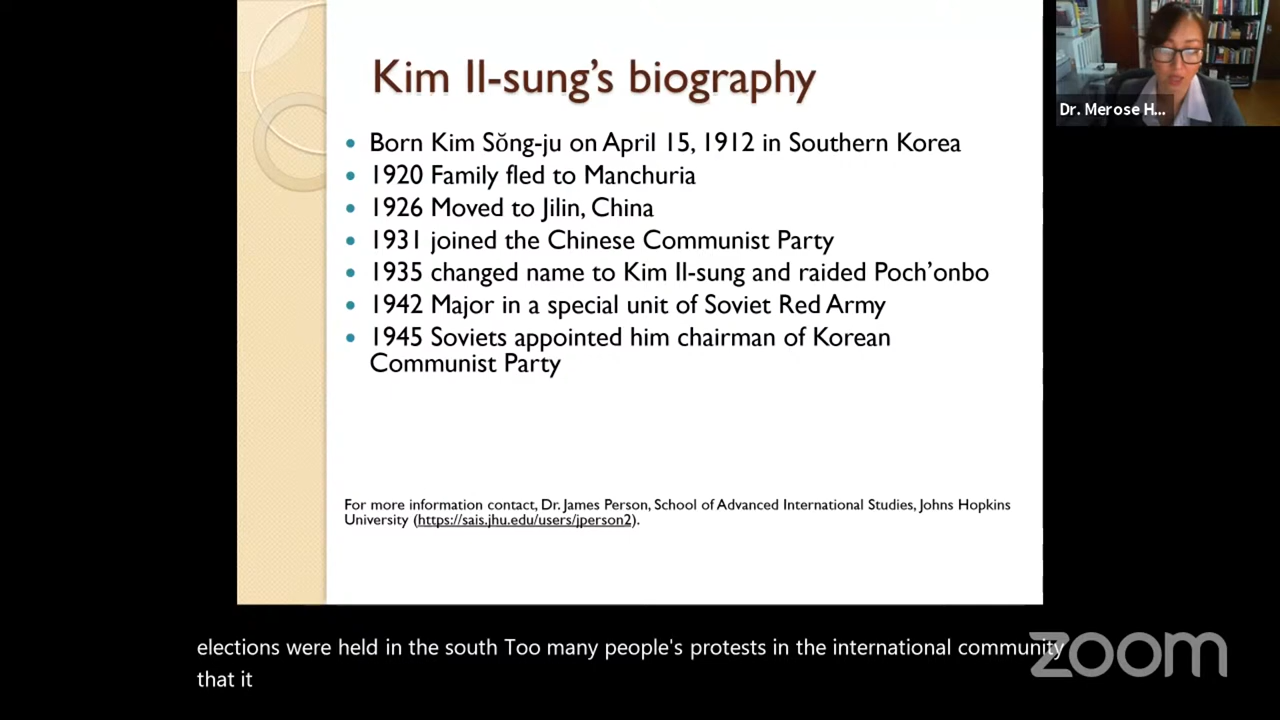 Kim Il-sung's biography
Dr. Merose H...
• Born Kim Sŏng-ju on April 15, 1912 in Southern Korea
• 1920 Family fled to Manchuria
• 1926 Moved to Jilin, China
• 1931 joined the Chinese Communist Party
• 1935 changed name to Kim Il-sung and raided Poch'onbo
• 1942 Major in a special unit of Soviet Red Army
• 1945 Soviets appointed him chairman of Korean
Communist Party
For more information contact, Dr. James Person, School of Advanced International Studies, Johns Hopkins
University (https://sais.jhu.edu/users/jperson2).
elections were held in the south Too many people's protests in the international community
that it
zoom